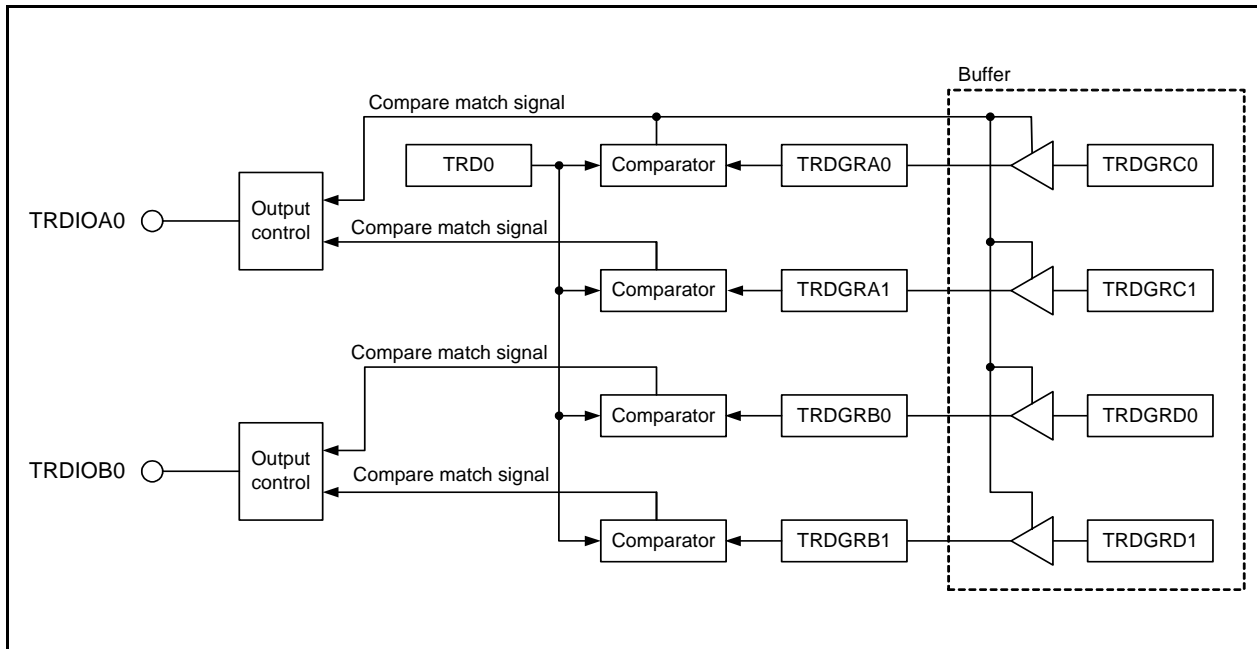 Buffer
Compare match signal
TRD0
Comparator
TRDGRA0
TRDGRC0
TRDIOA0
Output
control
Compare match signal
Comparator
TRDGRA1
TRDGRC1
Compare match signal
Comparator
TRDGRB0
TRDGRD0
TRDIOB0
Output
control
Compare match signal
Comparator
TRDGRB1
TRDGRD1